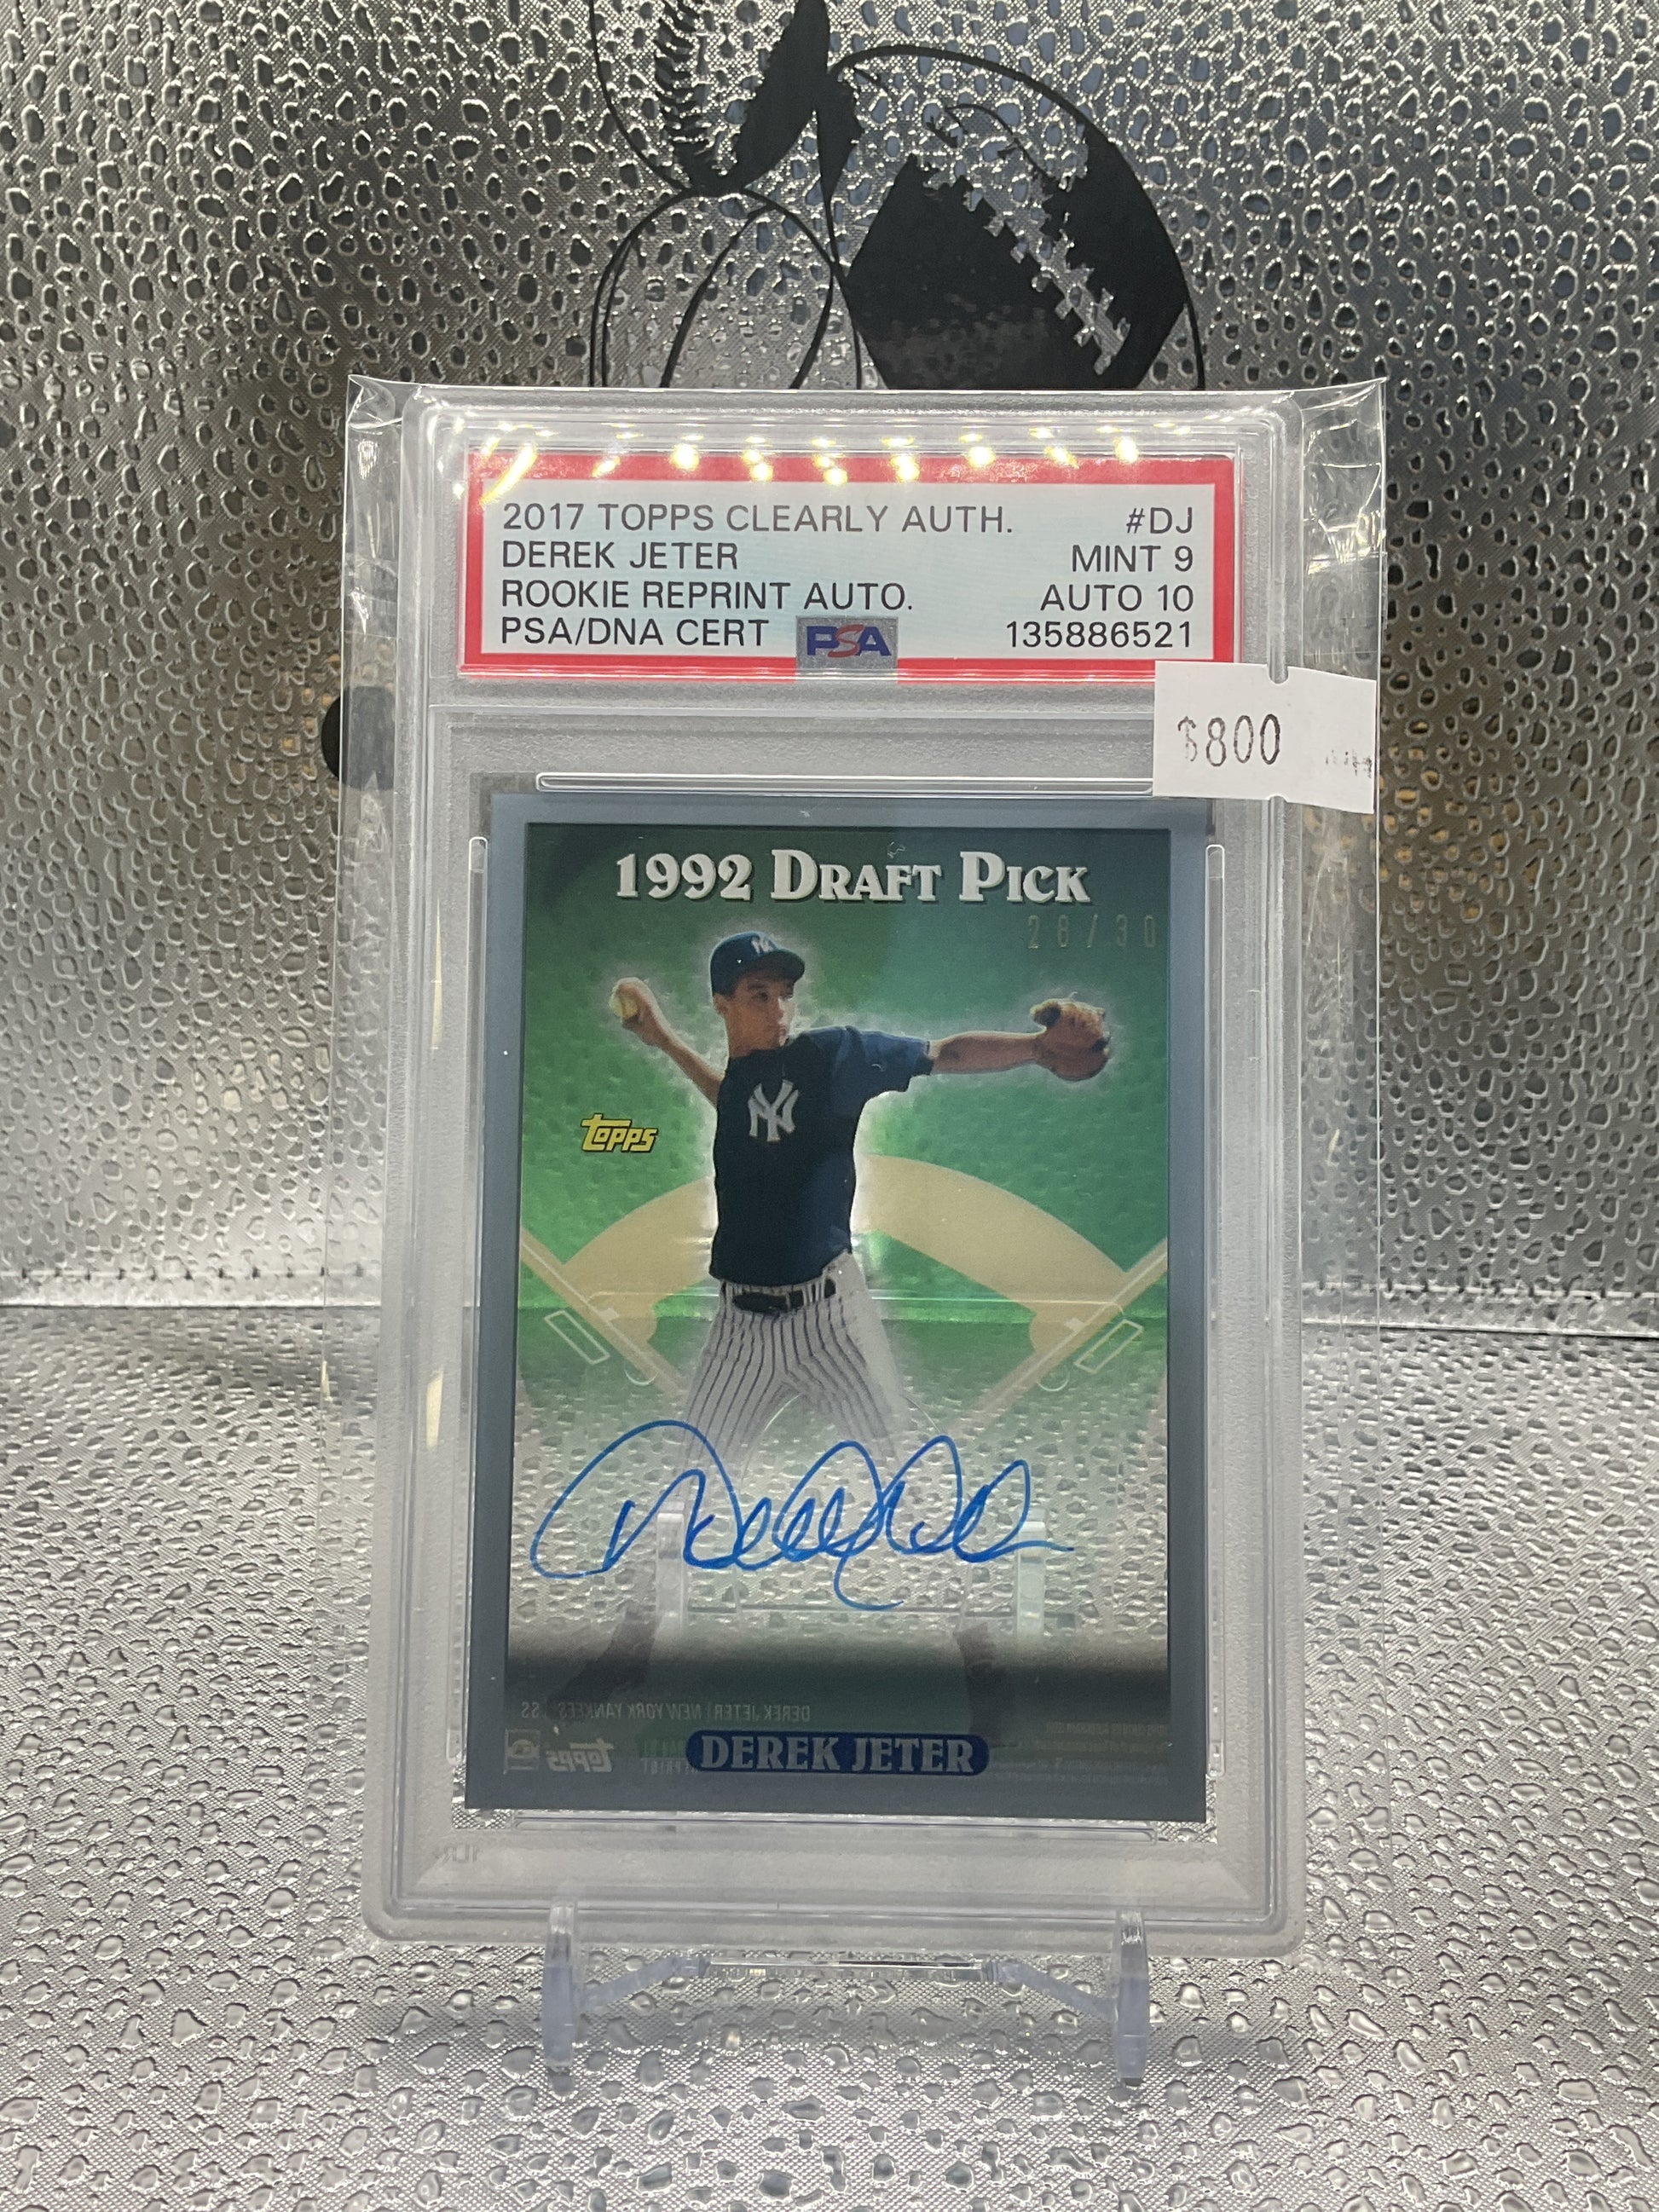 2017 TOPPS CLEARLY AUTH. #DJ
DEREK JETER MINT 9
ROOKIE REPRINT AUTO. AUTO 10
PSA/DNA CERT PSA 135886521
$800
1992 DRAFT PICK
28/30
NY
topps
DEREK JETER | NEW YORK YANKEES | SS
topps
DEREK JETER